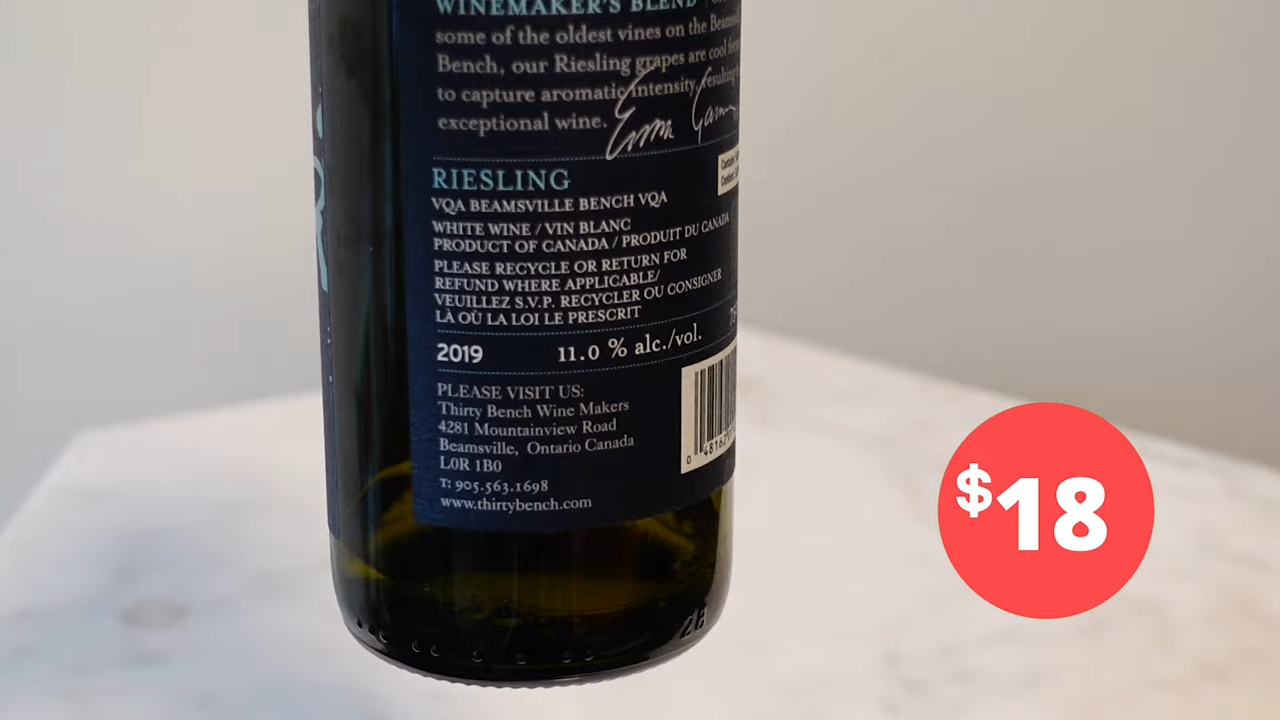 WINEMAKER'S BLEND
some of the oldest vines on the
Bench, our Riesling grapes are cool
to capture aromatic intensity, resulting
exceptional wine.
RIESLING
VQA BEAMSVILLE BENCH VQA
WHITE WINE / VIN BLANC
PRODUCT OF CANADA / PRODUIT DU CANADA
PLEASE RECYCLE OR RETURN FOR
REFUND WHERE APPLICABLE/
VEUILLEZ S.V.P. RECYCLER OU CONSIGNER
LÀ OÙ LA LOI LE PRESCRIT
2019 11.0 % alc./vol.
PLEASE VISIT US:
Thirty Bench Wine Makers
4281 Mountainview Road
Beamsville, Ontario Canada
L0R 1B0
T: 905.563.1698
www.thirtybench.com
$18